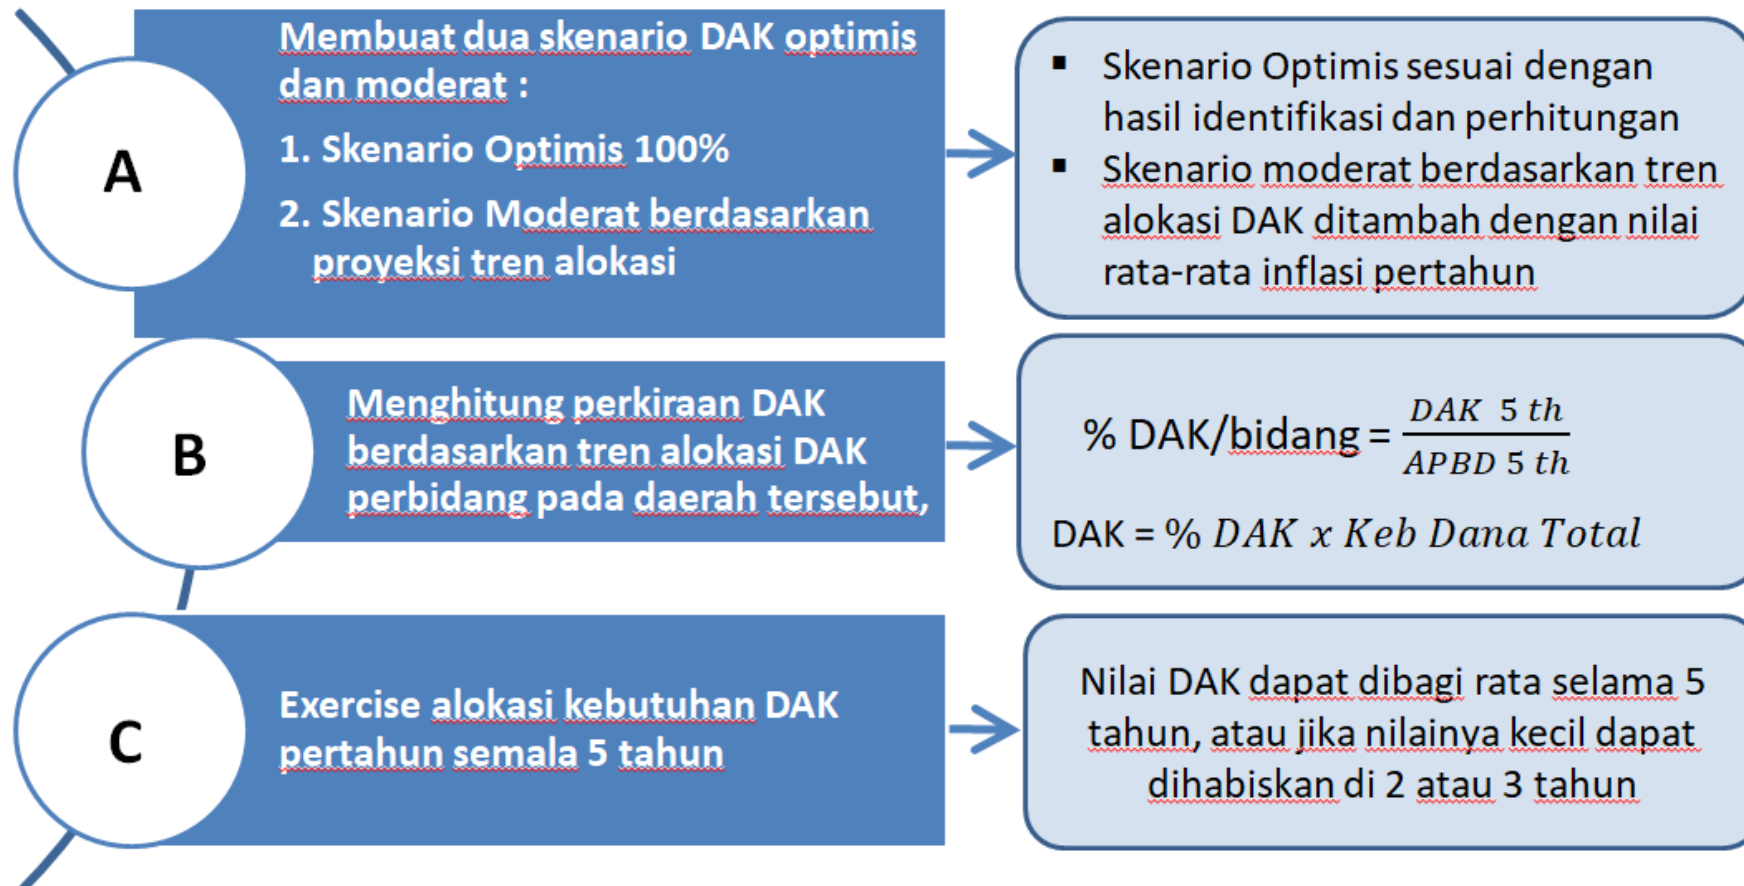 A
Membuat dua skenario DAK optimis
dan moderat :
1. Skenario Optimis 100%
2. Skenario Moderat berdasarkan
proyeksi tren alokasi
▪ Skenario Optimis sesuai dengan
hasil identifikasi dan perhitungan
▪ Skenario moderat berdasarkan tren
alokasi DAK ditambah dengan nilai
rata-rata inflasi pertahun
B
Menghitung perkiraan DAK
berdasarkan tren alokasi DAK
perbidang pada daerah tersebut,
% DAK/bidang = DAK 5 th / APBD 5 th
DAK = % DAK x Keb Dana Total
C
Exercise alokasi kebutuhan DAK
pertahun semala 5 tahun
Nilai DAK dapat dibagi rata selama 5
tahun, atau jika nilainya kecil dapat
dihabiskan di 2 atau 3 tahun